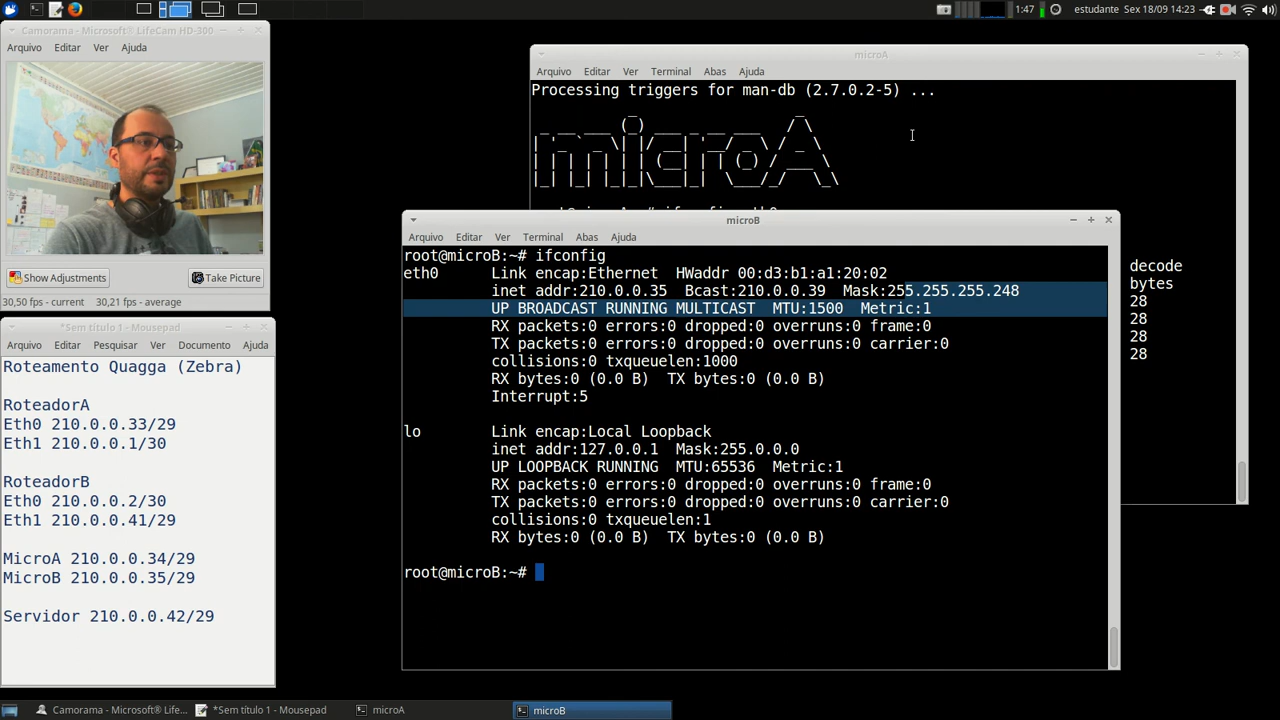 1:47
estudante Sex 18/09 14:23
Camorama - Microsoft® LifeCam HD-300
Arquivo Editar Ver Ajuda
Show Adjustments
Take Picture
30,50 fps - current 30,21 fps - average
*Sem título 1 - Mousepad
Arquivo Editar Pesquisar Ver Documento Ajuda
Roteamento Quagga (Zebra)
RoteadorA
Eth0 210.0.0.33/29
Eth1 210.0.0.1/30
RoteadorB
Eth0 210.0.0.2/30
Eth1 210.0.0.41/29
MicroA 210.0.0.34/29
MicroB 210.0.0.35/29
Servidor 210.0.0.42/29
microA
Arquivo Editar Ver Terminal Abas Ajuda
Processing triggers for man-db (2.7.0.2-5) ...
microA
decode
bytes
28
28
28
28
microB
Arquivo Editar Ver Terminal Abas Ajuda
root@microB:~# ifconfig
eth0 Link encap:Ethernet HWaddr 00:d3:b1:a1:20:02
inet addr:210.0.0.35 Bcast:210.0.0.39 Mask:255.255.255.248
UP BROADCAST RUNNING MULTICAST MTU:1500 Metric:1
RX packets:0 errors:0 dropped:0 overruns:0 frame:0
TX packets:0 errors:0 dropped:0 overruns:0 carrier:0
collisions:0 txqueuelen:1000
RX bytes:0 (0.0 B) TX bytes:0 (0.0 B)
Interrupt:5
lo Link encap:Local Loopback
inet addr:127.0.0.1 Mask:255.0.0.0
UP LOOPBACK RUNNING MTU:65536 Metric:1
RX packets:0 errors:0 dropped:0 overruns:0 frame:0
TX packets:0 errors:0 dropped:0 overruns:0 carrier:0
collisions:0 txqueuelen:1
RX bytes:0 (0.0 B) TX bytes:0 (0.0 B)
root@microB:~#
Camorama - Microsoft® LifeC...
*Sem título 1 - Mousepad
microA
microB